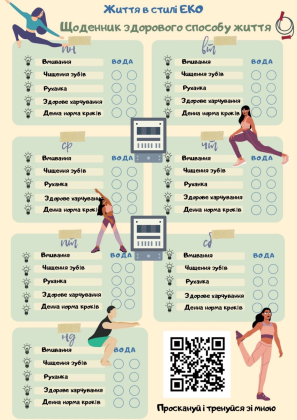 Життя в стилі ЕКО
Щоденник здорового способу життя
пн
Вмивання ВОДА
Чищення зубів
Руханка
Здорове харчування
Денна норма кроків
вт
Вмивання ВОДА
Чищення зубів
Руханка
Здорове харчування
Денна норма кроків
ср
Вмивання ВОДА
Чищення зубів
Руханка
Здорове харчування
Денна норма кроків
чт
Вмивання ВОДА
Чищення зубів
Руханка
Здорове харчування
Денна норма кроків
пт
Вмивання ВОДА
Чищення зубів
Руханка
Здорове харчування
Денна норма кроків
сб
Вмивання ВОДА
Чищення зубів
Руханка
Здорове харчування
Денна норма кроків
нд
Вмивання ВОДА
Чищення зубів
Руханка
Здорове харчування
Денна норма кроків
Проскануй і тренуйся зі мною